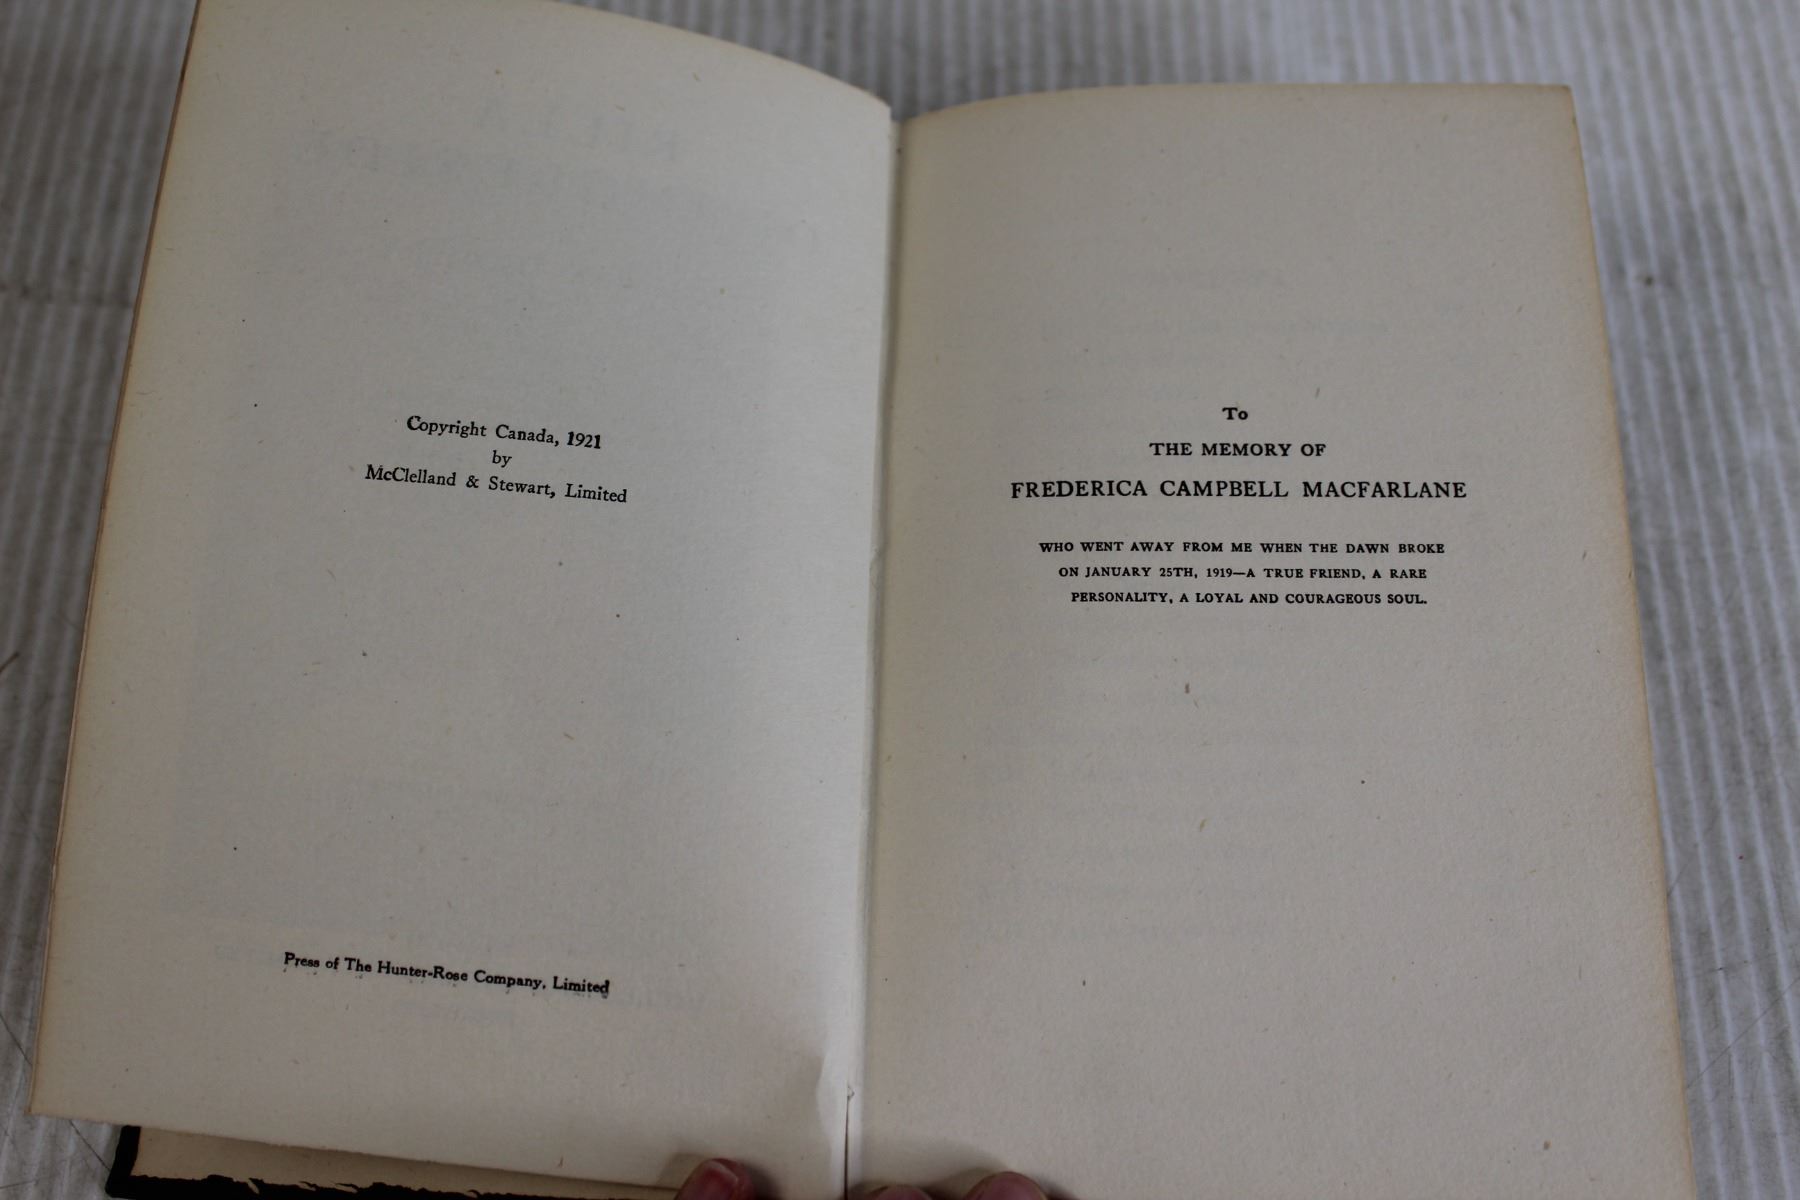 Copyright Canada, 1921
by
McClelland & Stewart, Limited
Press of The Hunter-Rose Company, Limited
To
THE MEMORY OF
FREDERICA CAMPBELL MACFARLANE
WHO WENT AWAY FROM ME WHEN THE DAWN BROKE
ON JANUARY 25TH, 1919—A TRUE FRIEND, A RARE
PERSONALITY, A LOYAL AND COURAGEOUS SOUL.